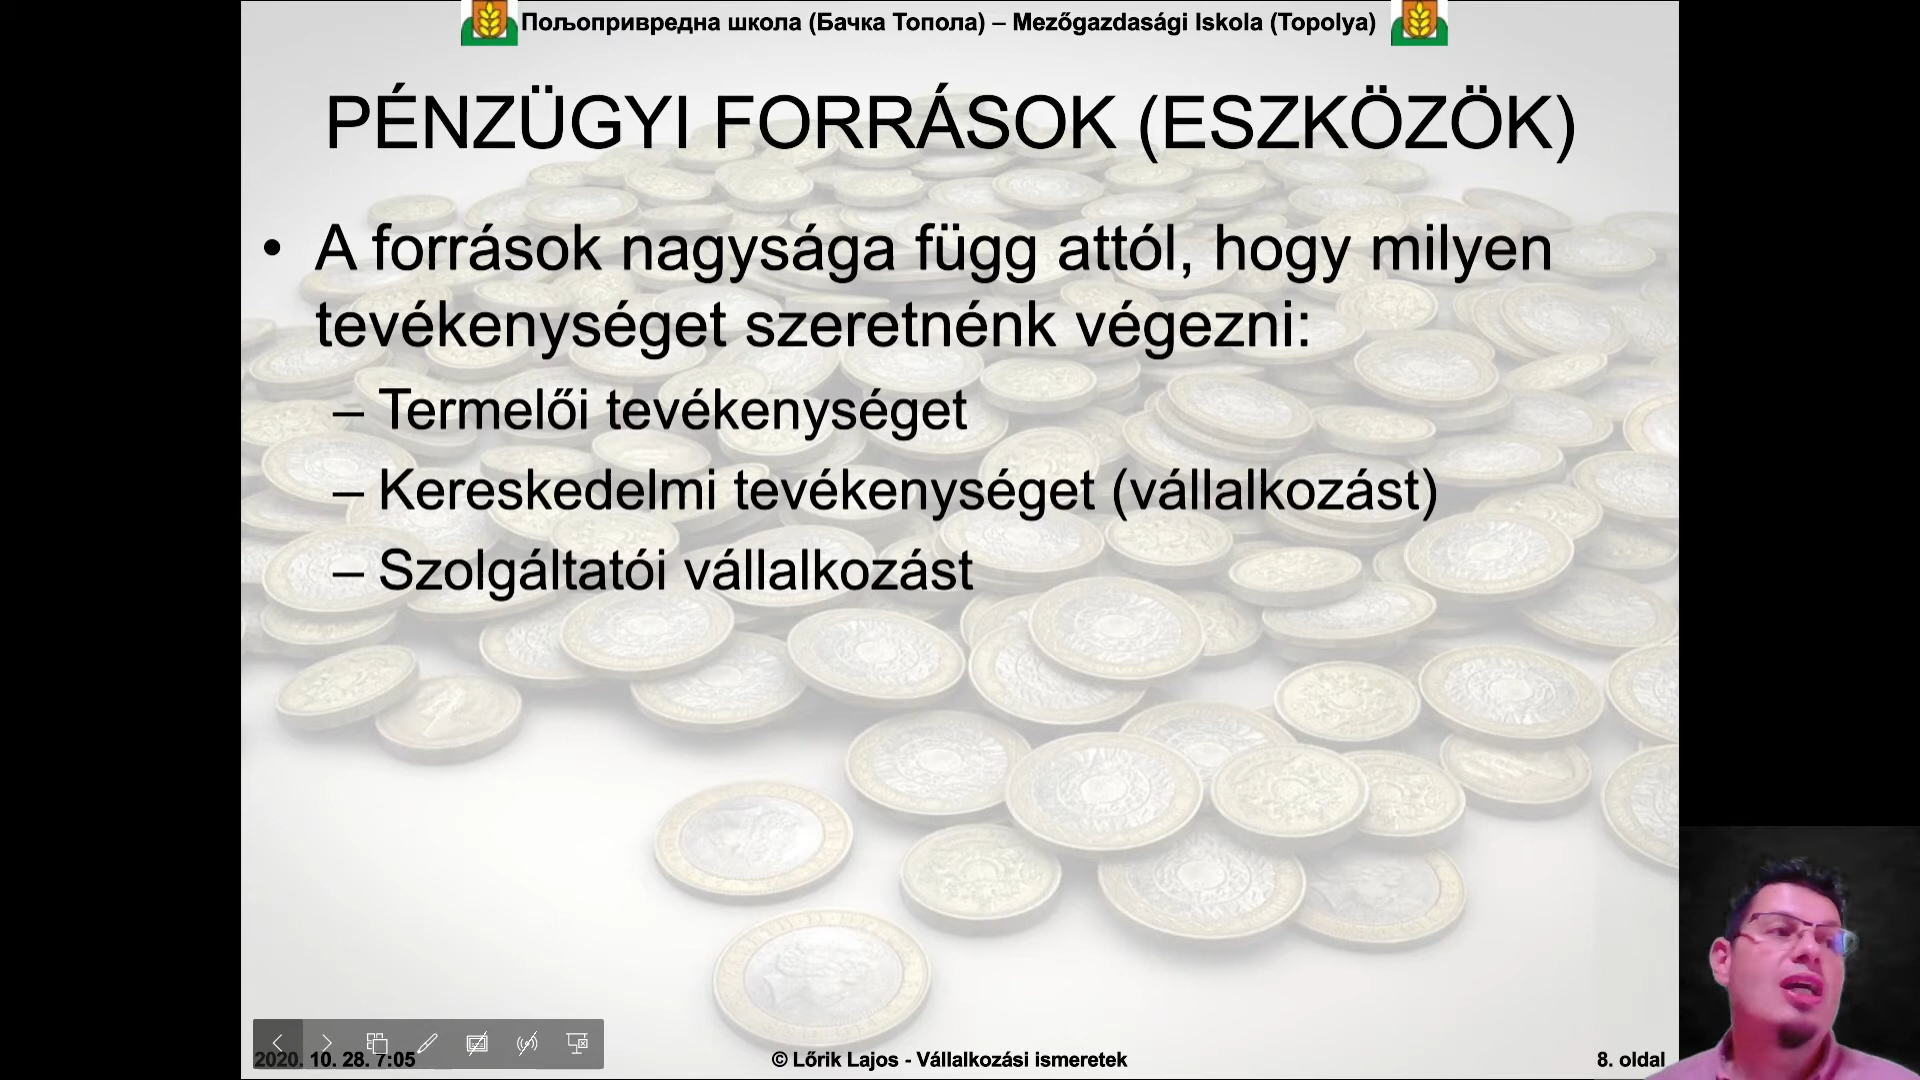 Пољопривредна школа (Бачка Топола) – Mezőgazdasági Iskola (Topolya)
PÉNZÜGYI FORRÁSOK (ESZKÖZÖK)
• A források nagysága függ attól, hogy milyen
tevékenységet szeretnénk végezni:
– Termelői tevékenységet
– Kereskedelmi tevékenységet (vállalkozást)
– Szolgáltatói vállalkozást
2020. 10. 28. 7:05
© Lőrik Lajos - Vállalkozási ismeretek
8. oldal